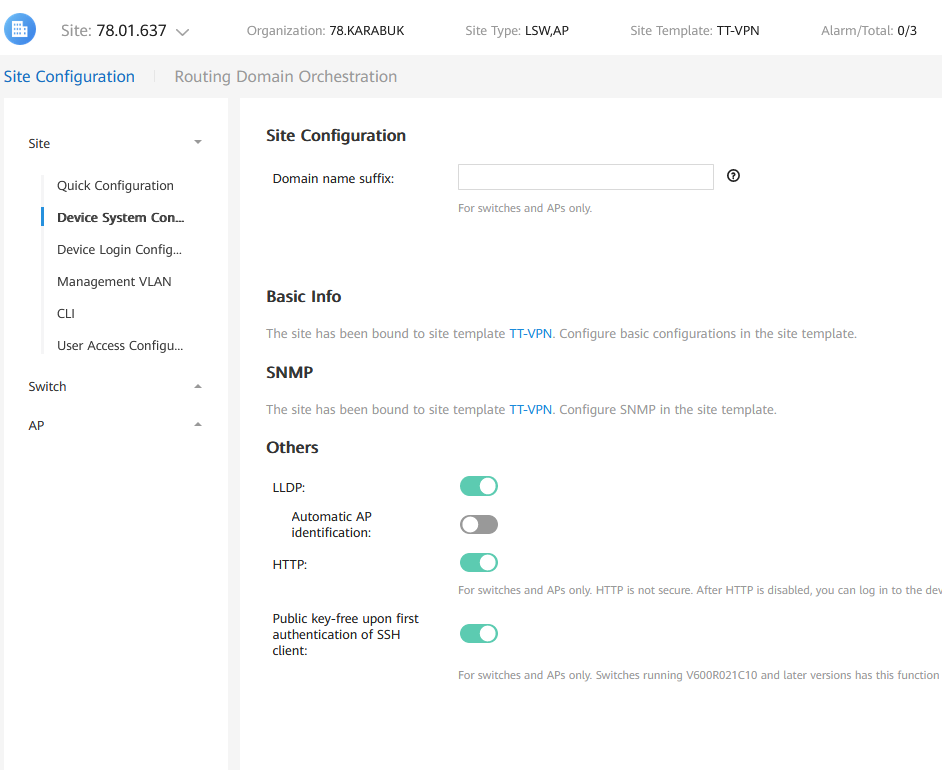 Site: 78.01.637 Organization: 78.KARABUK Site Type: LSW,AP Site Template: TT-VPN Alarm/Total: 0/3
Site Configuration Routing Domain Orchestration
Site
Quick Configuration
Device System Con...
Device Login Config...
Management VLAN
CLI
User Access Configu...
Switch
AP
Site Configuration
Domain name suffix:
For switches and APs only.
Basic Info
The site has been bound to site template TT-VPN. Configure basic configurations in the site template.
SNMP
The site has been bound to site template TT-VPN. Configure SNMP in the site template.
Others
LLDP:
Automatic AP
identification:
HTTP:
For switches and APs only. HTTP is not secure. After HTTP is disabled, you can log in to the dev
Public key-free upon first
authentication of SSH
client:
For switches and APs only. Switches running V600R021C10 and later versions has this function